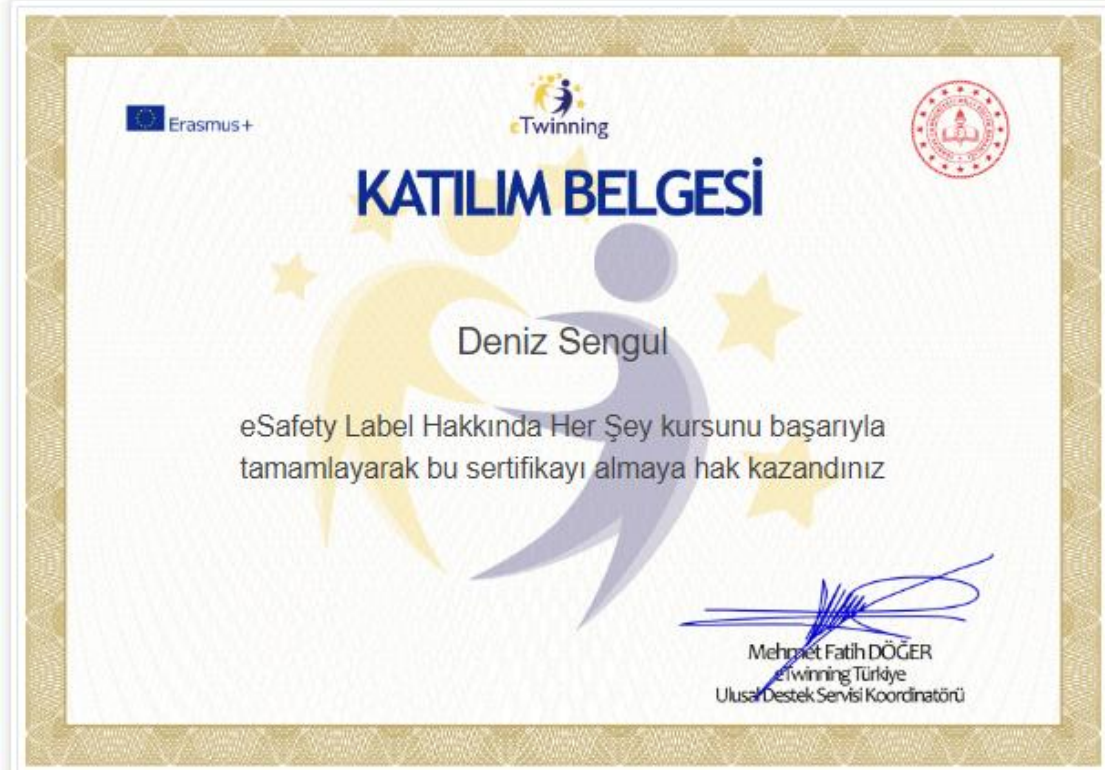 Erasmus+
eTwinning
KATILIM BELGESİ
Deniz Sengul
eSafety Label Hakkında Her Şey kursunu başarıyla
tamamlayarak bu sertifikayı almaya hak kazandınız
Mehmet Fatih DÖĞER
eTwinning Türkiye
Ulusal Destek Servisi Koordinatörü